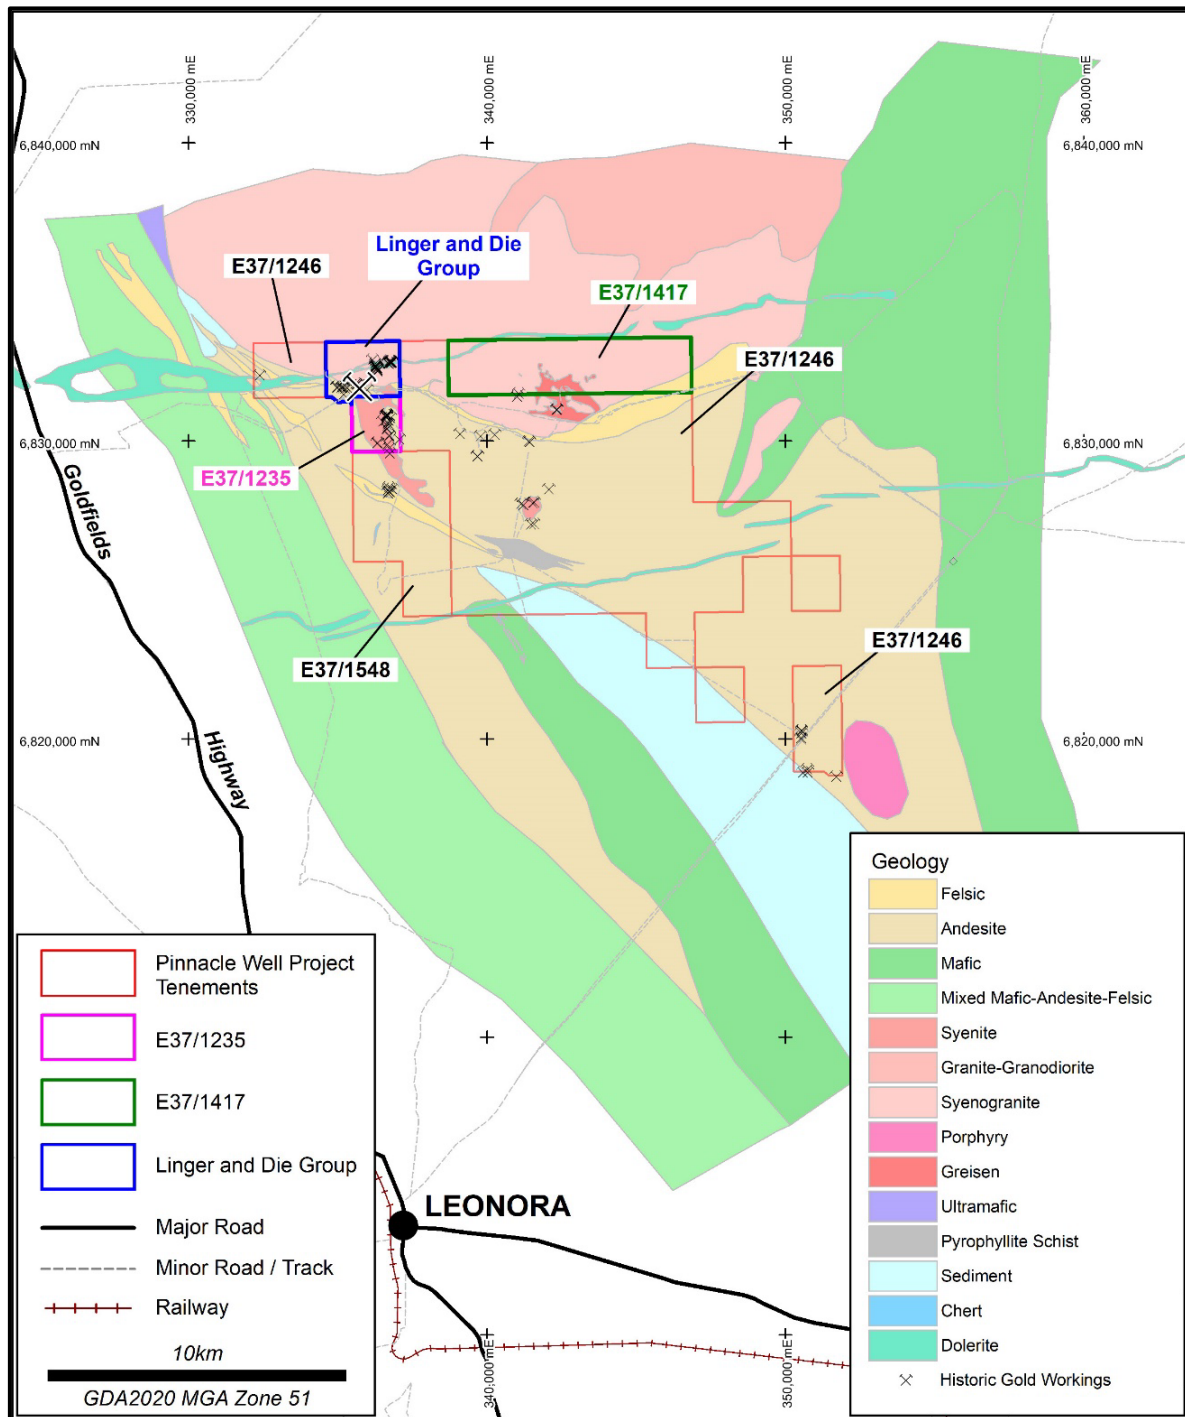 330,000 mE
340,000 mE
350,000 mE
360,000 mE
6,840,000 mN
6,840,000 mN
Linger and Die
Group
E37/1246
E37/1417
E37/1246
6,830,000 mN
6,830,000 mN
E37/1235
Goldfields
E37/1246
E37/1548
6,820,000 mN
6,820,000 mN
Highway
Geology
Felsic
Andesite
Mafic
Mixed Mafic-Andesite-Felsic
Syenite
Granite-Granodiorite
Syenogranite
Porphyry
Greisen
Ultramafic
Pyrophyllite Schist
Sediment
Chert
Dolerite
Historic Gold Workings
Pinnacle Well Project
Tenements
E37/1235
E37/1417
Linger and Die Group
Major Road
Minor Road / Track
Railway
10km
GDA2020 MGA Zone 51
LEONORA
340,000 mE
350,000 mE